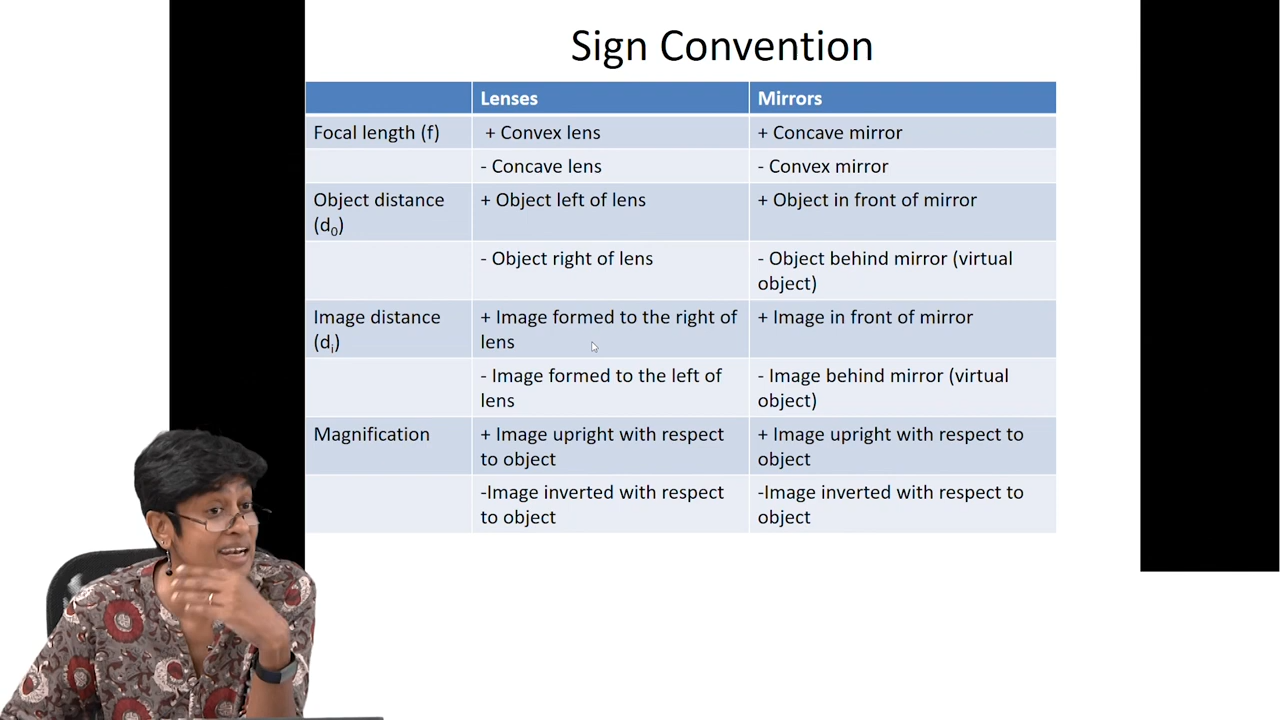 Sign Convention
Lenses Mirrors
Focal length (f) + Convex lens + Concave mirror
- Concave lens - Convex mirror
Object distance + Object left of lens + Object in front of mirror
(d0)
- Object right of lens - Object behind mirror (virtual
object)
Image distance + Image formed to the right of + Image in front of mirror
(di) lens
- Image formed to the left of - Image behind mirror (virtual
lens object)
Magnification + Image upright with respect + Image upright with respect to
to object object
-Image inverted with respect -Image inverted with respect to
to object object